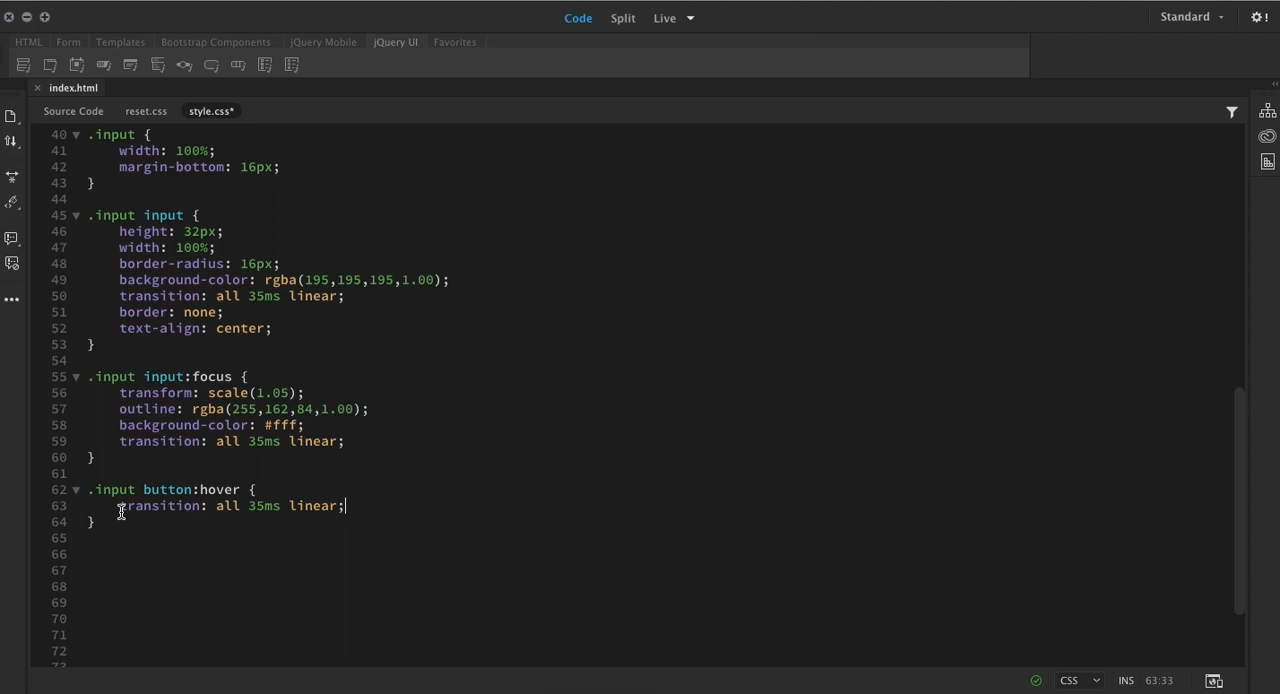 Code Split Live
Standard
HTML Form Templates Bootstrap Components jQuery Mobile jQuery UI Favorites
index.html
Source Code reset.css style.css*
40 .input {
41 width: 100%;
42 margin-bottom: 16px;
43 }
44
45 .input input {
46 height: 32px;
47 width: 100%;
48 border-radius: 16px;
49 background-color: rgba(195,195,195,1.00);
50 transition: all 35ms linear;
51 border: none;
52 text-align: center;
53 }
54
55 .input input:focus {
56 transform: scale(1.05);
57 outline: rgba(255,162,84,1.00);
58 background-color: #fff;
59 transition: all 35ms linear;
60 }
61
62 .input button:hover {
63 transition: all 35ms linear;
64 }
65
66
67
68
69
70
71
72
73
CSS INS 63:33